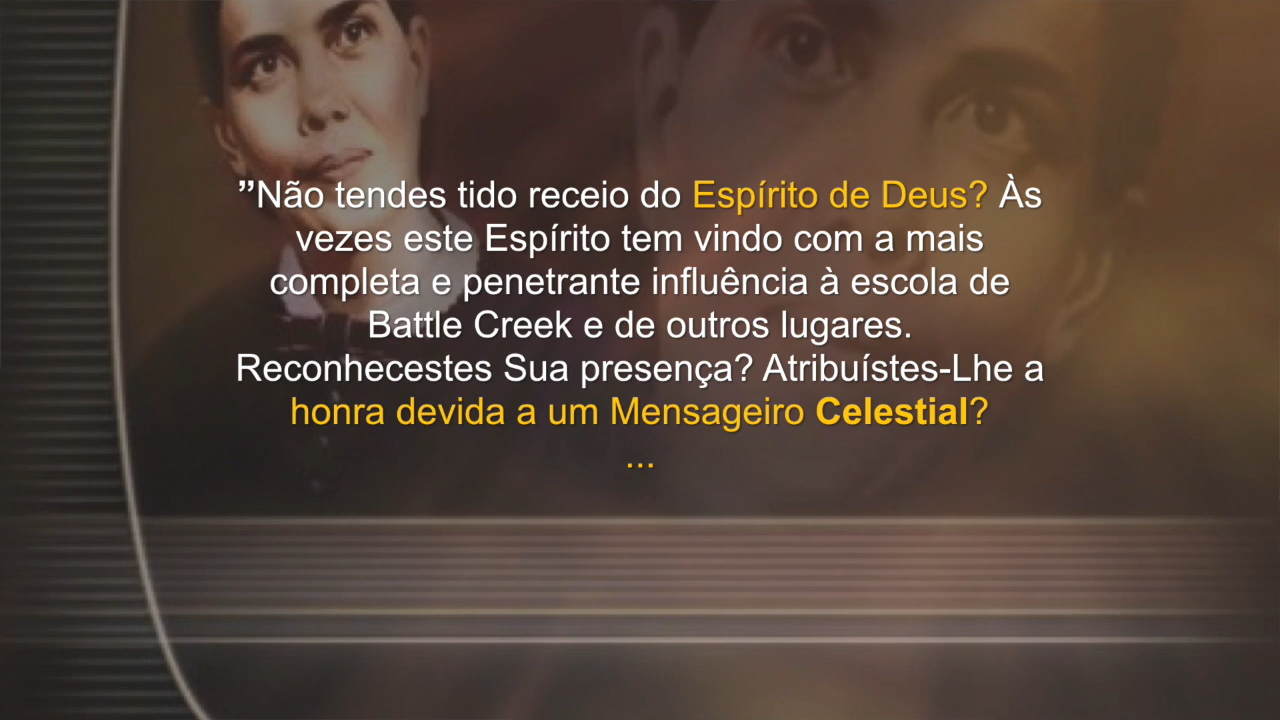 ”Não tendes tido receio do Espírito de Deus? Às
vezes este Espírito tem vindo com a mais
completa e penetrante influência à escola de
Battle Creek e de outros lugares.
Reconhecestes Sua presença? Atribuístes-Lhe a
honra devida a um Mensageiro Celestial?
...